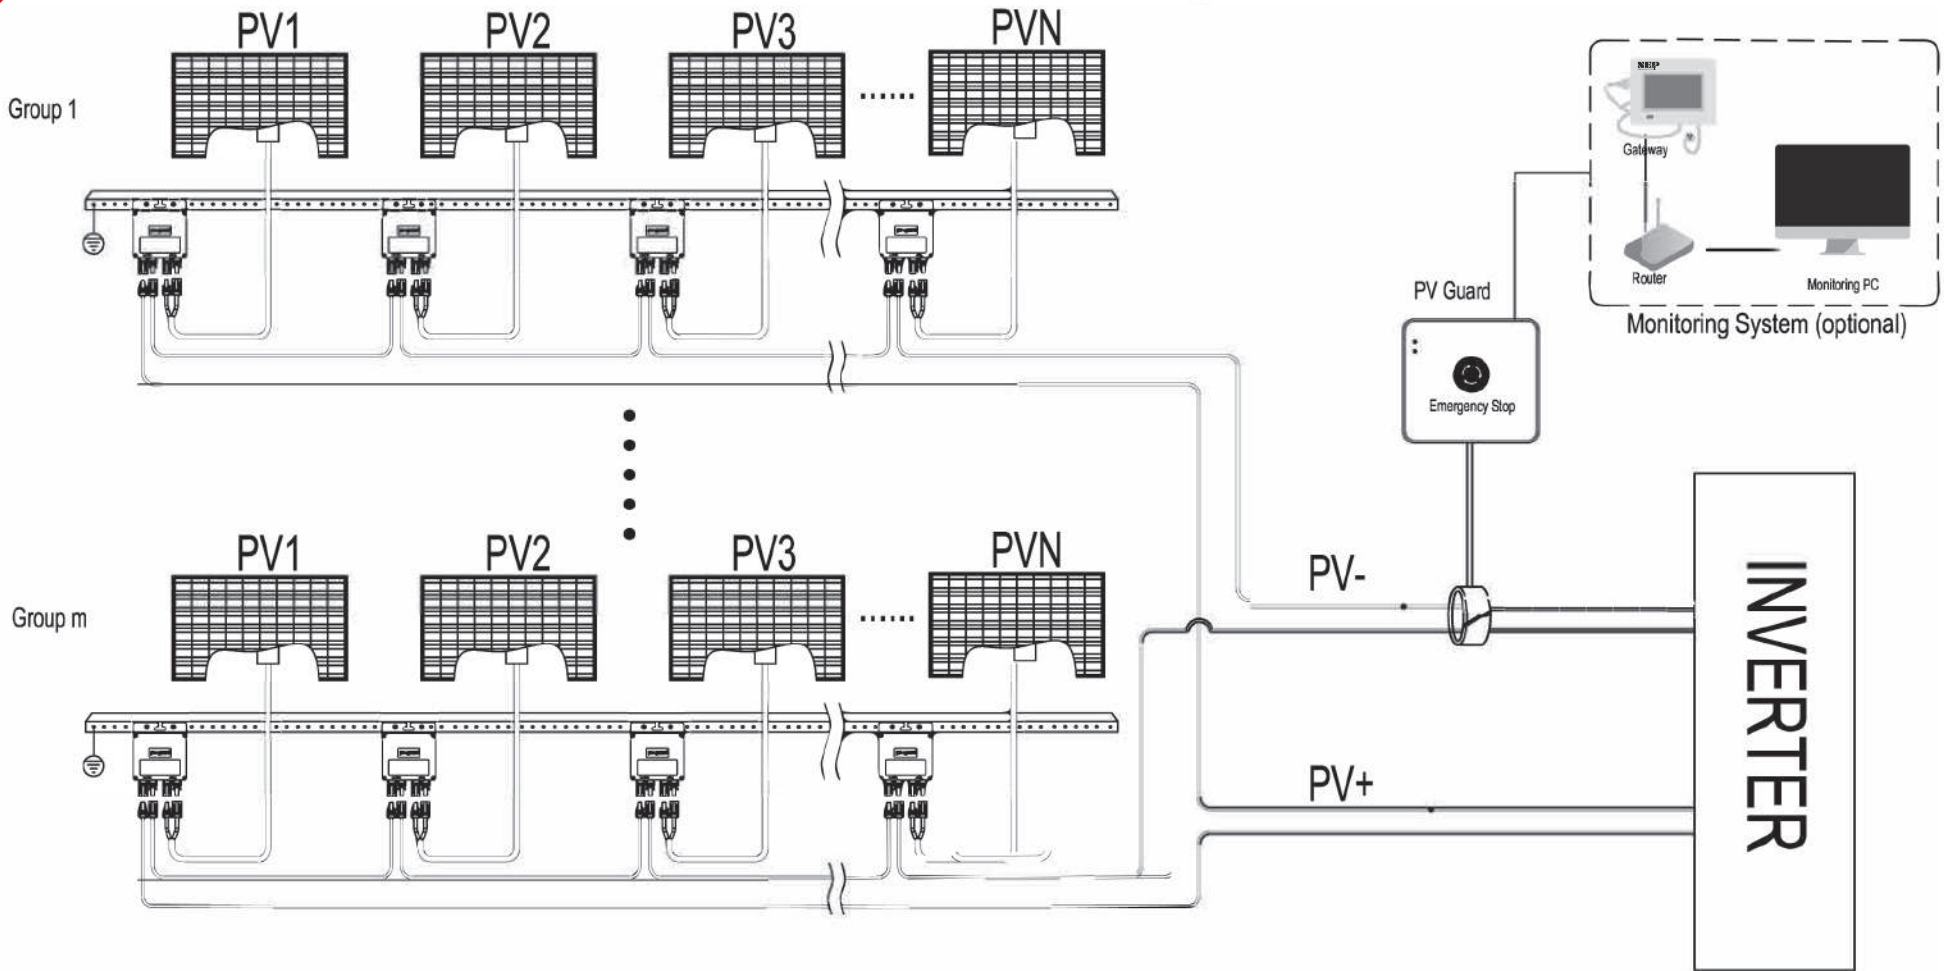 PV1 PV2 PV3 PVN
Group 1
NEP
Gateway
Router
Monitoring PC
Monitoring System (optional)
PV Guard
Emergency Stop
PV1 PV2 PV3 PVN
Group m
PV-
PV+
INVERTER